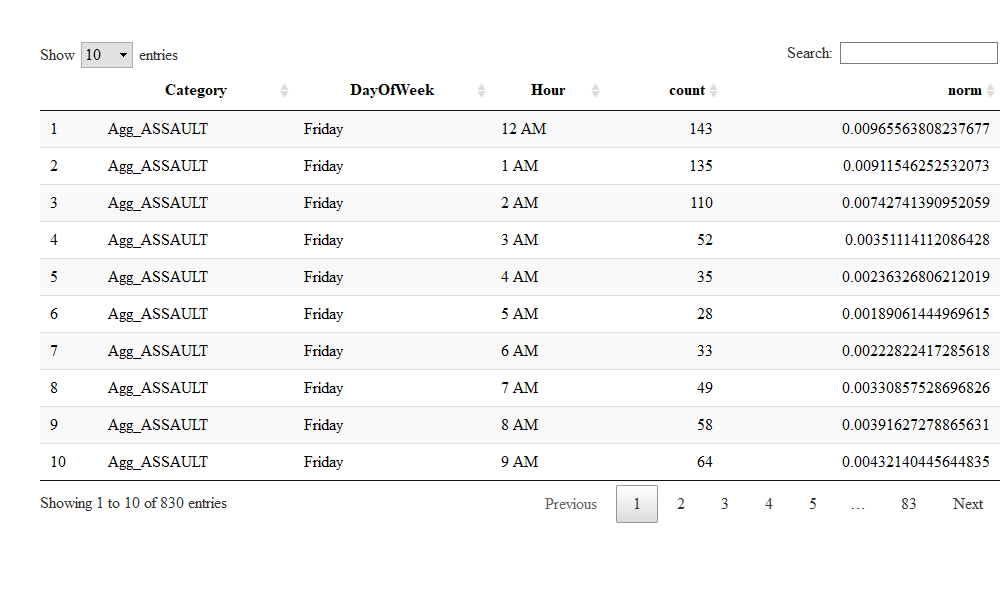 Show 10 entries Search:
Category DayOfWeek Hour count norm
1 Agg_ASSAULT Friday 12 AM 143 0.00965563808237677
2 Agg_ASSAULT Friday 1 AM 135 0.00911546252532073
3 Agg_ASSAULT Friday 2 AM 110 0.00742741390952059
4 Agg_ASSAULT Friday 3 AM 52 0.00351114112086428
5 Agg_ASSAULT Friday 4 AM 35 0.00236326806212019
6 Agg_ASSAULT Friday 5 AM 28 0.00189061444969615
7 Agg_ASSAULT Friday 6 AM 33 0.00222822417285618
8 Agg_ASSAULT Friday 7 AM 49 0.00330857528696826
9 Agg_ASSAULT Friday 8 AM 58 0.00391627278865631
10 Agg_ASSAULT Friday 9 AM 64 0.00432140445644835
Showing 1 to 10 of 830 entries Previous 1 2 3 4 5 … 83 Next